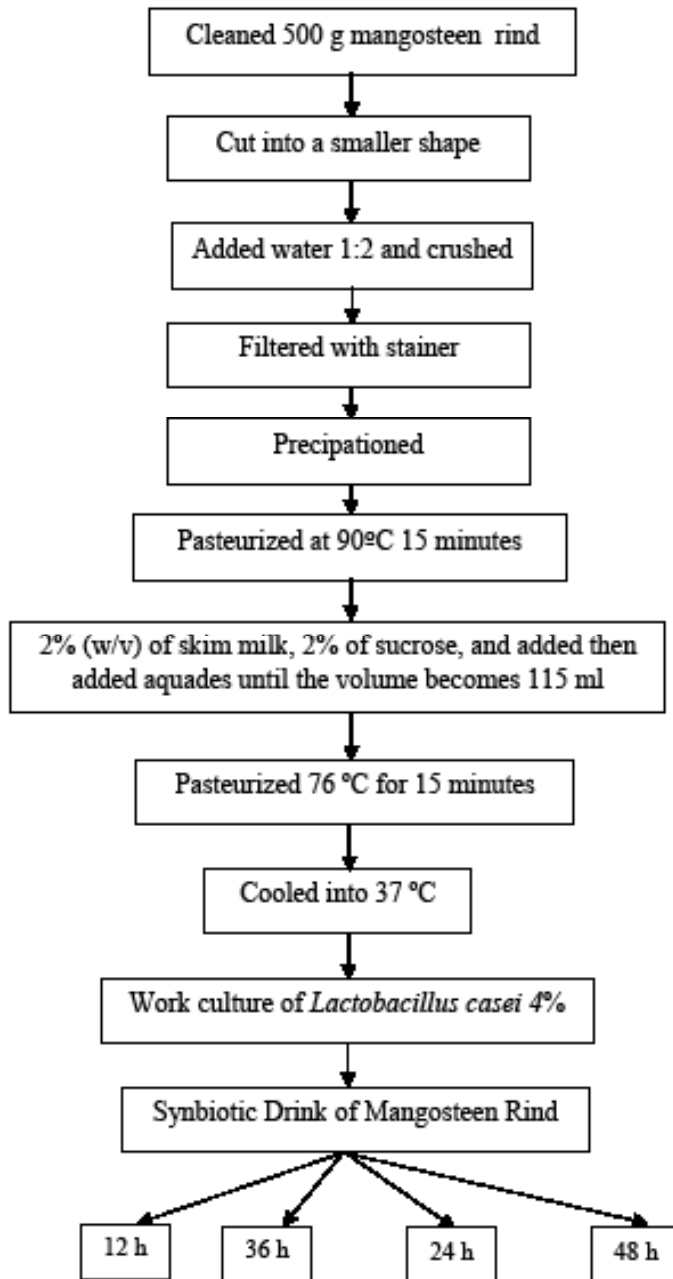 Cleaned 500 g mangosteen rind
Cut into a smaller shape
Added water 1:2 and crushed
Filtered with stainer
Precipationed
Pasteurized at 90ºC 15 minutes
2% (w/v) of skim milk, 2% of sucrose, and added then
added aquades until the volume becomes 115 ml
Pasteurized 76 ºC for 15 minutes
Cooled into 37 ºC
Work culture of Lactobacillus casei 4%
Synbiotic Drink of Mangosteen Rind
12 h
36 h
24 h
48 h